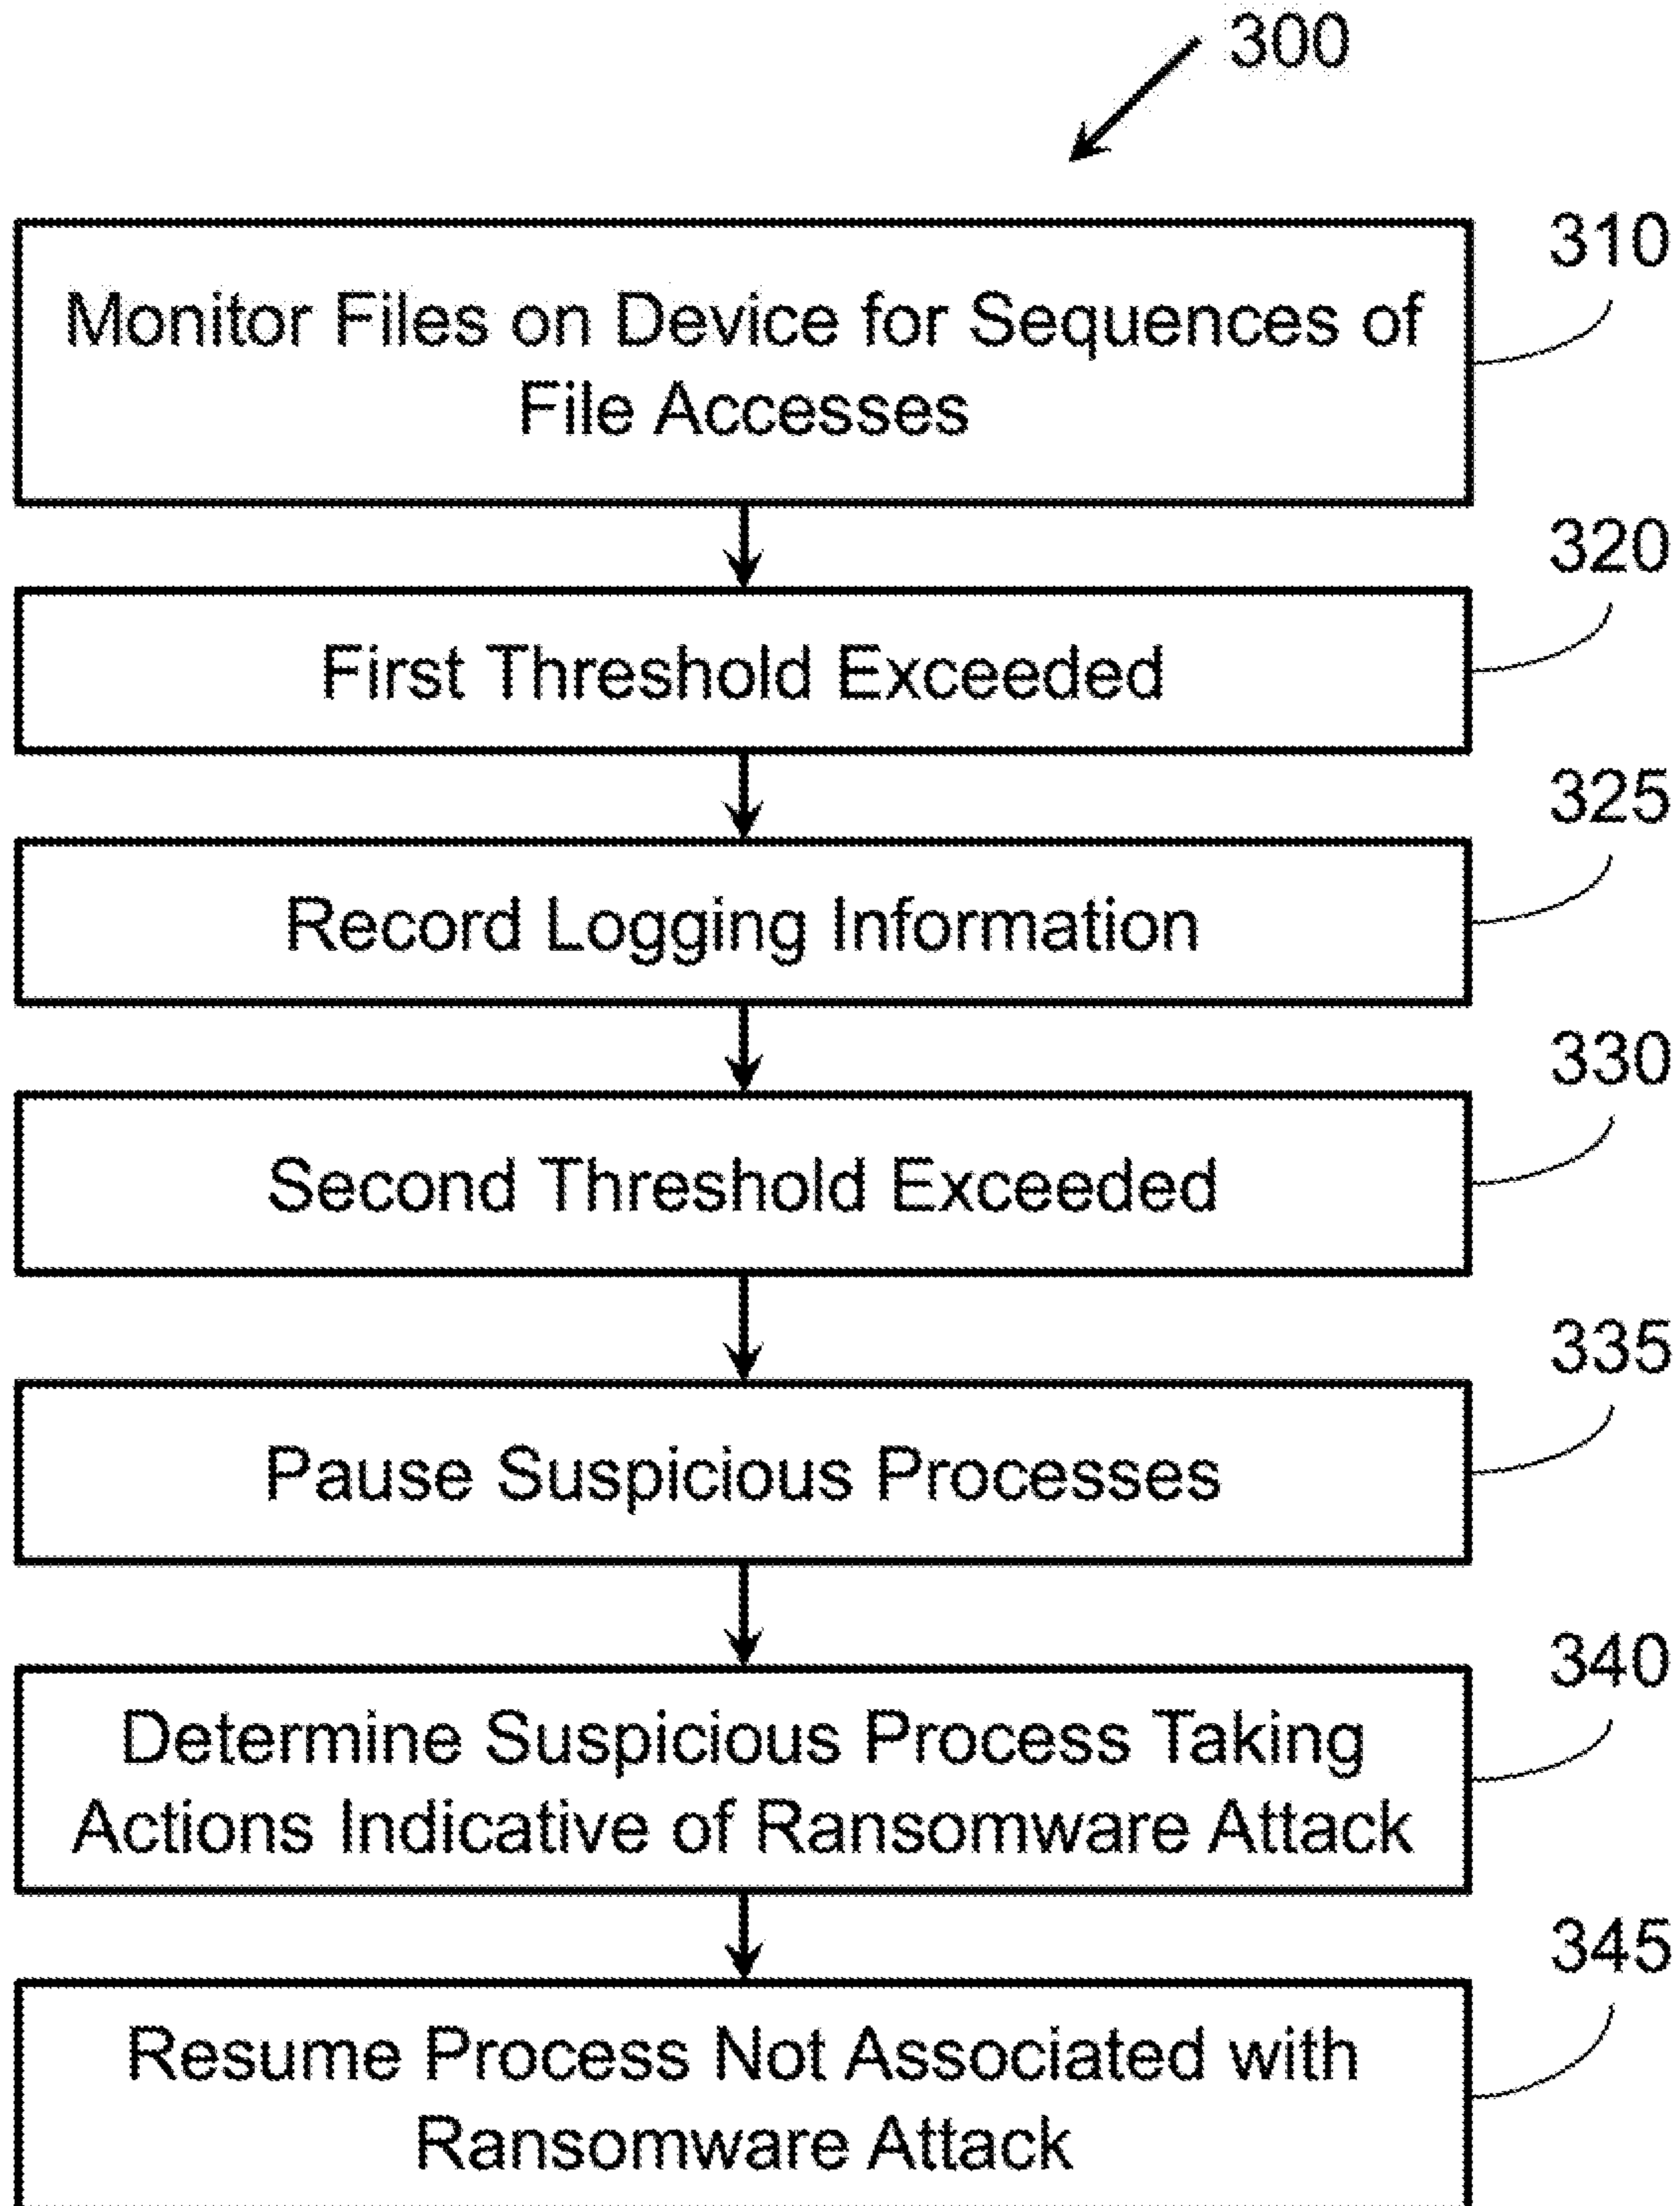 300
310
Monitor Files on Device for Sequences of
File Accesses
320
First Threshold Exceeded
325
Record Logging Information
330
Second Threshold Exceeded
335
Pause Suspicious Processes
340
Determine Suspicious Process Taking
Actions Indicative of Ransomware Attack
345
Resume Process Not Associated with
Ransomware Attack